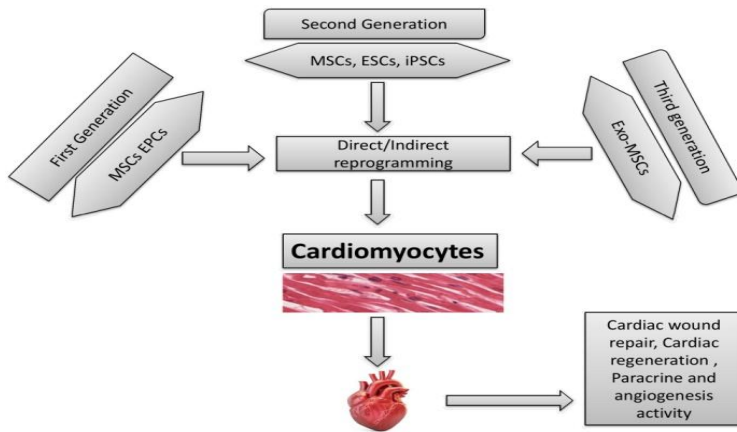 Second Generation
MSCs, ESCs, iPSCs
First Generation
MSCs EPCs
Third generation
Exo-MSCs
Direct/Indirect
reprogramming
Cardiomyocytes
Cardiac wound
repair, Cardiac
regeneration ,
Paracrine and
angiogenesis
activity